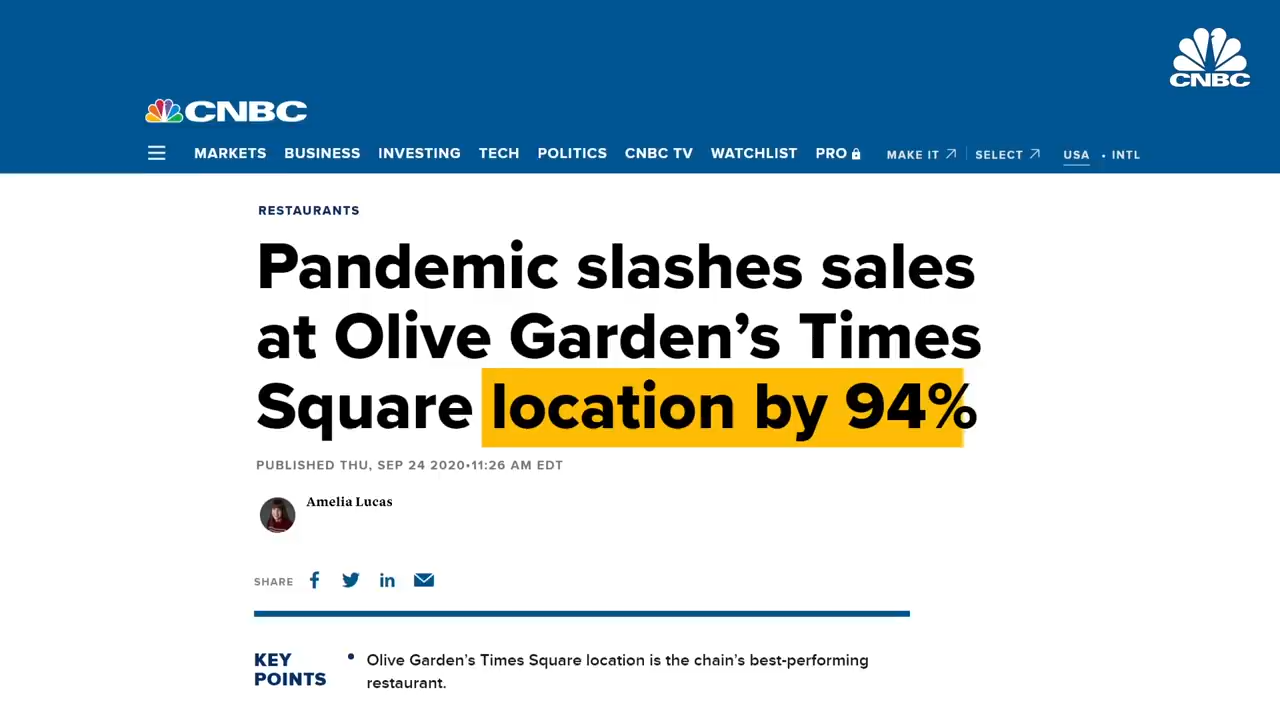 CNBC
CNBC
MARKETS BUSINESS INVESTING TECH POLITICS CNBC TV WATCHLIST PRO MAKE IT SELECT USA • INTL
RESTAURANTS
Pandemic slashes sales
at Olive Garden’s Times
Square location by 94%
PUBLISHED THU, SEP 24 2020•11:26 AM EDT
Amelia Lucas
SHARE
KEY POINTS
• Olive Garden’s Times Square location is the chain’s best-performing
restaurant.